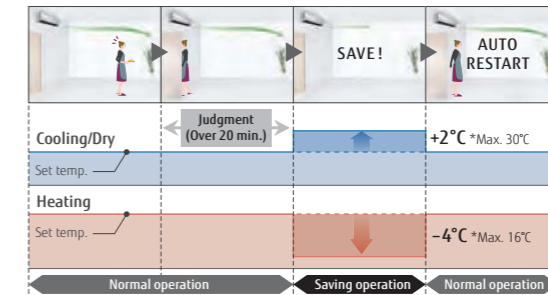 SAVE!
AUTO
RESTART
Judgment
(Over 20 min.)
Cooling/Dry
+2°C *Max. 30°C
Set temp.
Heating
Set temp.
−4°C *Max. 16°C
Normal operation
Saving operation
Normal operation